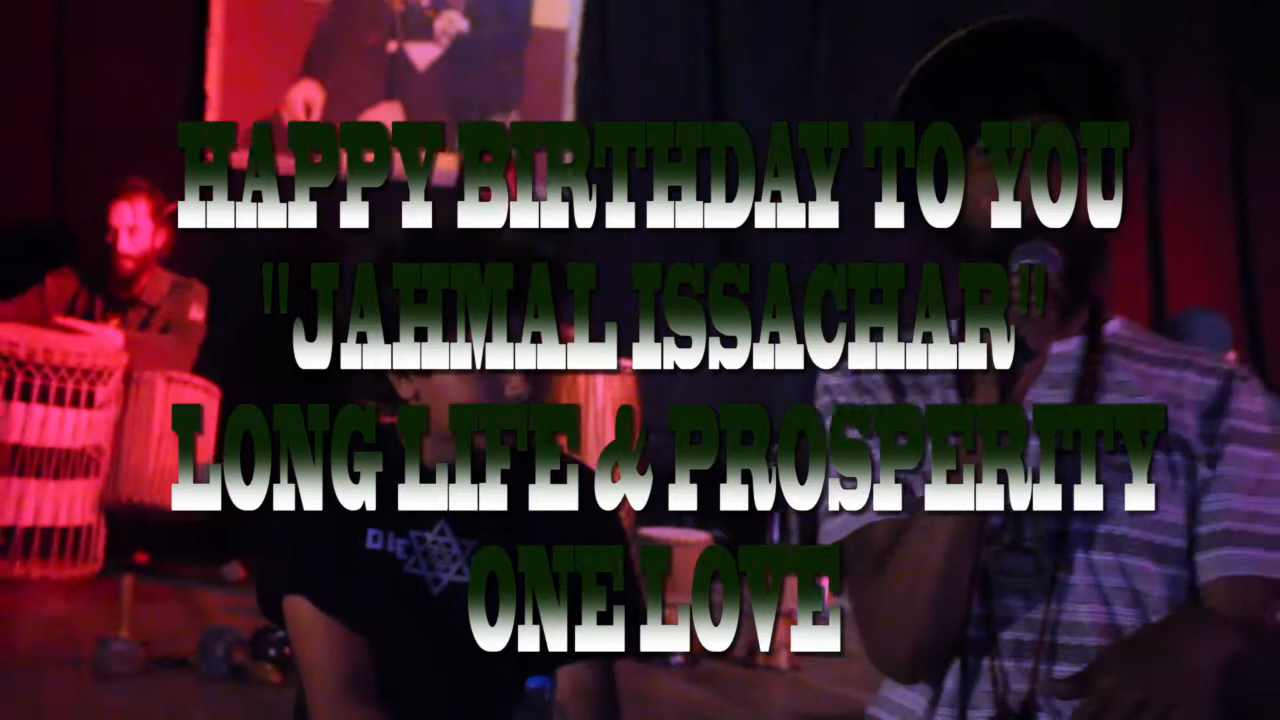 HAPPY BIRTHDAY TO YOU
"JAHMAL ISSACHAR"
LONG LIFE & PROSPERITY
ONE LOVE